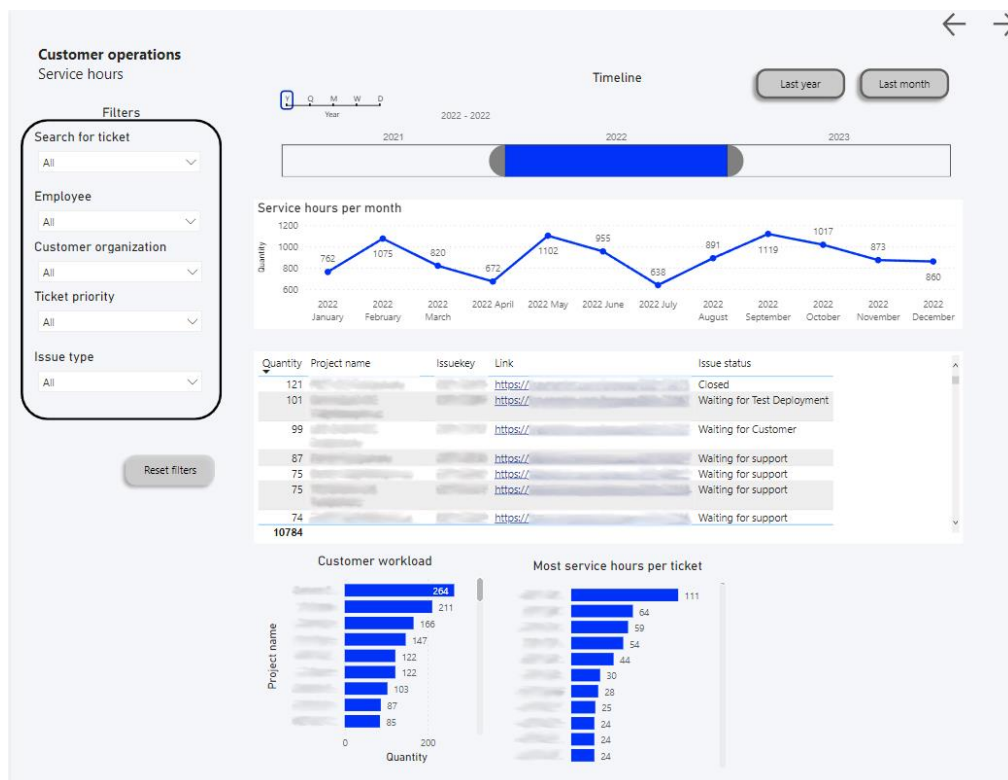 Customer operations
Service hours
Filters
Search for ticket
All
Employee
All
Customer organization
All
Ticket priority
All
Issue type
All
Reset filters
Timeline
Last year
Last month
Y Q M W D
Year
2022 - 2022
2021 2022 2023
Service hours per month
Quantity
1200
1000
800
600
762 1075 820 672 1102 955 638 891 1119 1017 873 860
2022 January
2022 February
2022 March
2022 April
2022 May
2022 June
2022 July
2022 August
2022 September
2022 October
2022 November
2022 December
Quantity Project name Issuekey Link Issue status
121 https:// Closed
101 https:// Waiting for Test Deployment
99 https:// Waiting for Customer
87 https:// Waiting for support
75 https:// Waiting for support
75 https:// Waiting for support
74 https:// Waiting for support
10784
Customer workload
Project name
264
211
166
147
122
122
103
87
85
0 200
Quantity
Most service hours per ticket
111
64
59
54
44
30
28
25
24
24
24